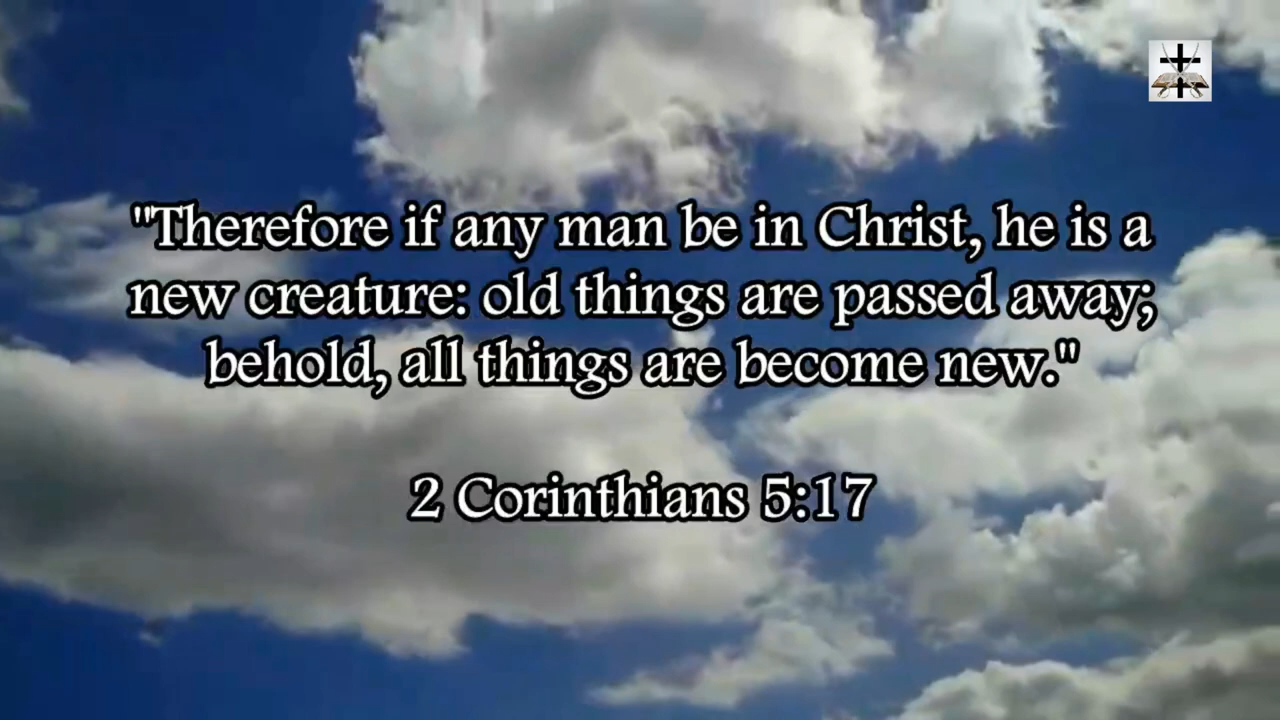 "Therefore if any man be in Christ, he is a
new creature: old things are passed away;
behold, all things are become new."
2 Corinthians 5:17